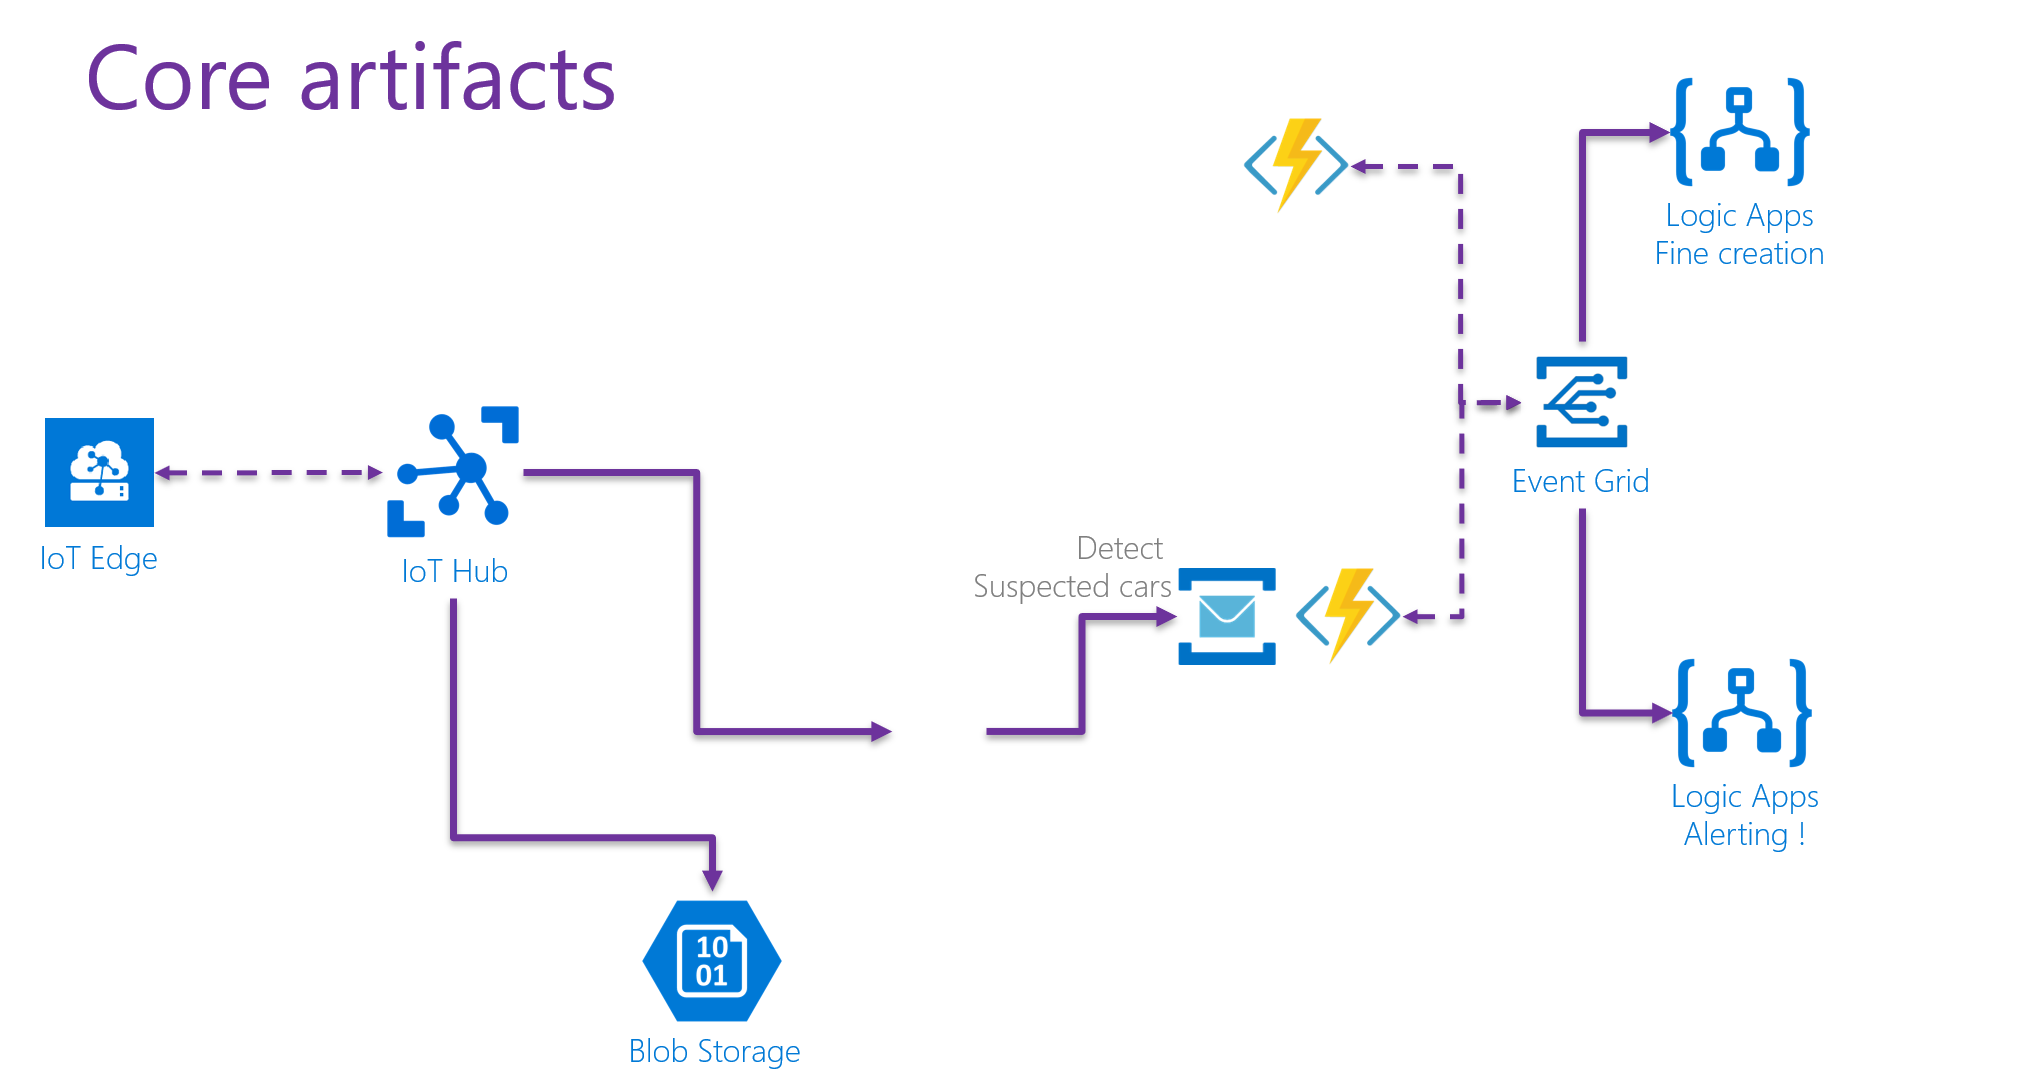 Core artifacts
Logic Apps
Fine creation
Event Grid
IoT Edge
IoT Hub
Detect
Suspected cars
Logic Apps
Alerting !
10
01
Blob Storage